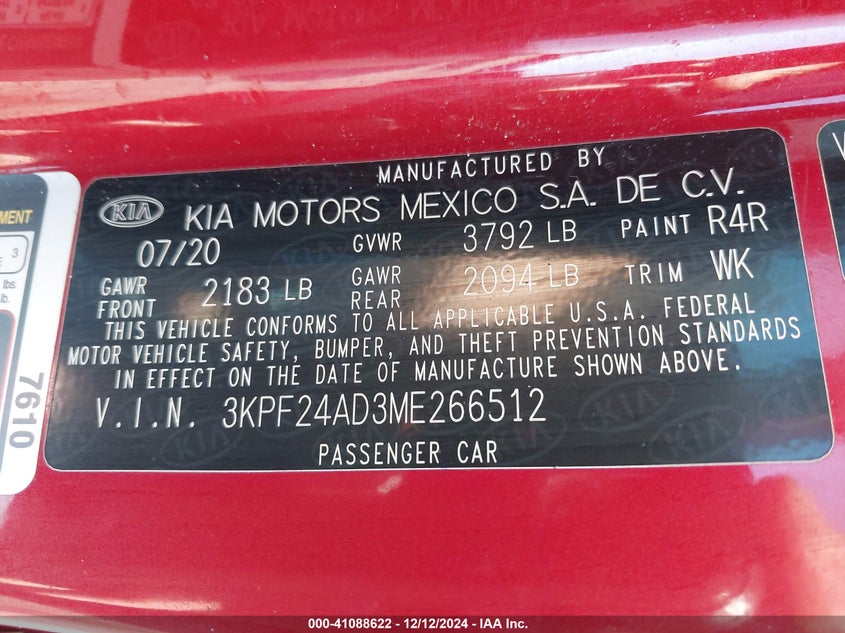 MANUFACTURED BY
KIA KIA MOTORS MEXICO S.A. DE C.V.
07/20 GVWR 3792 LB PAINT R4R
GAWR FRONT 2183 LB GAWR REAR 2094 LB TRIM WK
THIS VEHICLE CONFORMS TO ALL APPLICABLE U.S.A. FEDERAL
MOTOR VEHICLE SAFETY, BUMPER, AND THEFT PREVENTION STANDARDS
IN EFFECT ON THE DATE OF MANUFACTURE SHOWN ABOVE.
V.I.N. 3KPF24AD3ME266512
PASSENGER CAR
3
lbs.
lb.
7610
000-41088622 - 12/12/2024 - IAA Inc.